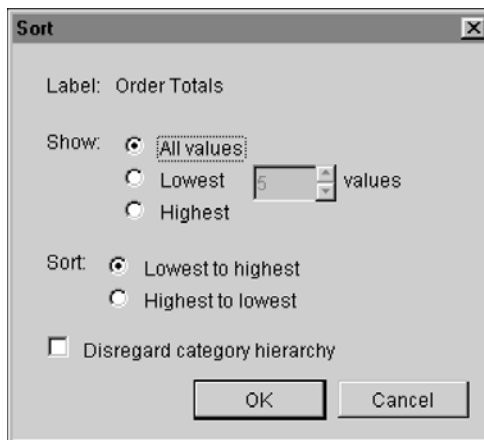 Sort
Label: Order Totals
Show: All values
Lowest 5 values
Highest
Sort: Lowest to highest
Highest to lowest
Disregard category hierarchy
OK Cancel